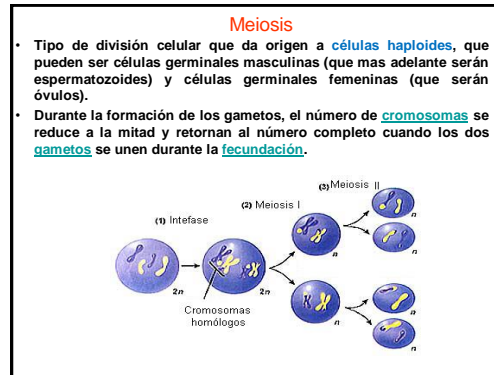 Meiosis
• Tipo de división celular que da origen a células haploides, que
pueden ser células germinales masculinas (que mas adelante serán
espermatozoides) y células germinales femeninas (que serán
óvulos).
• Durante la formación de los gametos, el número de cromosomas se
reduce a la mitad y retornan al número completo cuando los dos
gametos se unen durante la fecundación.
(3) Meiosis II
(2) Meiosis I
(1) Intefase
n
n
n
2n
2n
Cromosomas
homólogos
n
n
n